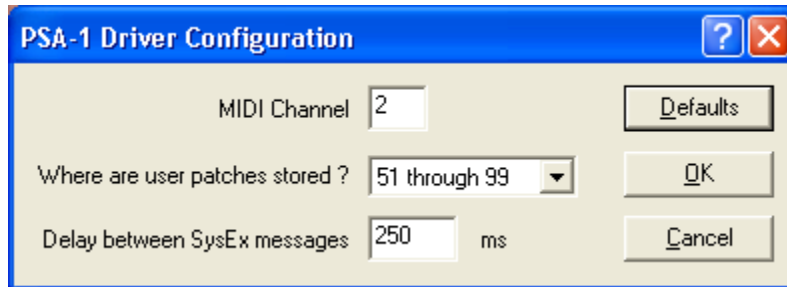 PSA-1 Driver Configuration ?
MIDI Channel 2 Defaults
Where are user patches stored ? 51 through 99 OK
Delay between SysEx messages 250 ms Cancel